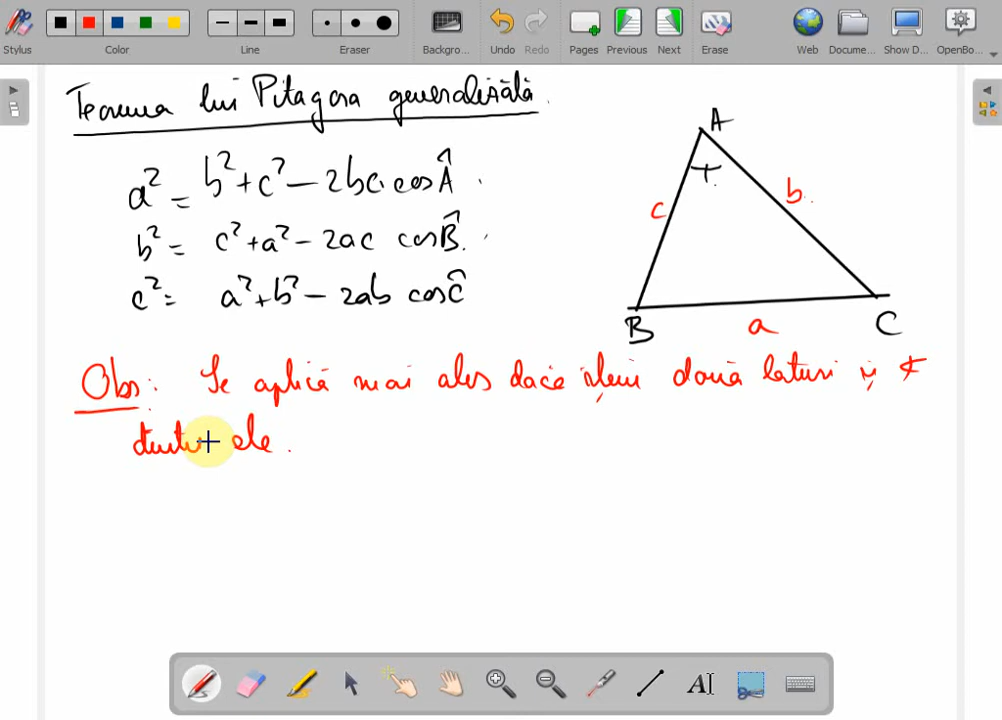 Stylus
Color
Line
Eraser
Backgro...
Undo
Redo
Pages
Previous
Next
Erase
Web
Docume...
Show D...
OpenBo...
Teorema lui Pitagora generalizată.
a² = b² + c² − 2bc · cos Â
b² = c² + a² − 2ac cos B̂.
c² = a² + b² − 2ab cos Ĉ
A
c
b
B
a
C
Obs: Se aplică mai ales dacă știm două laturi și ∢
dintre ele.
AI